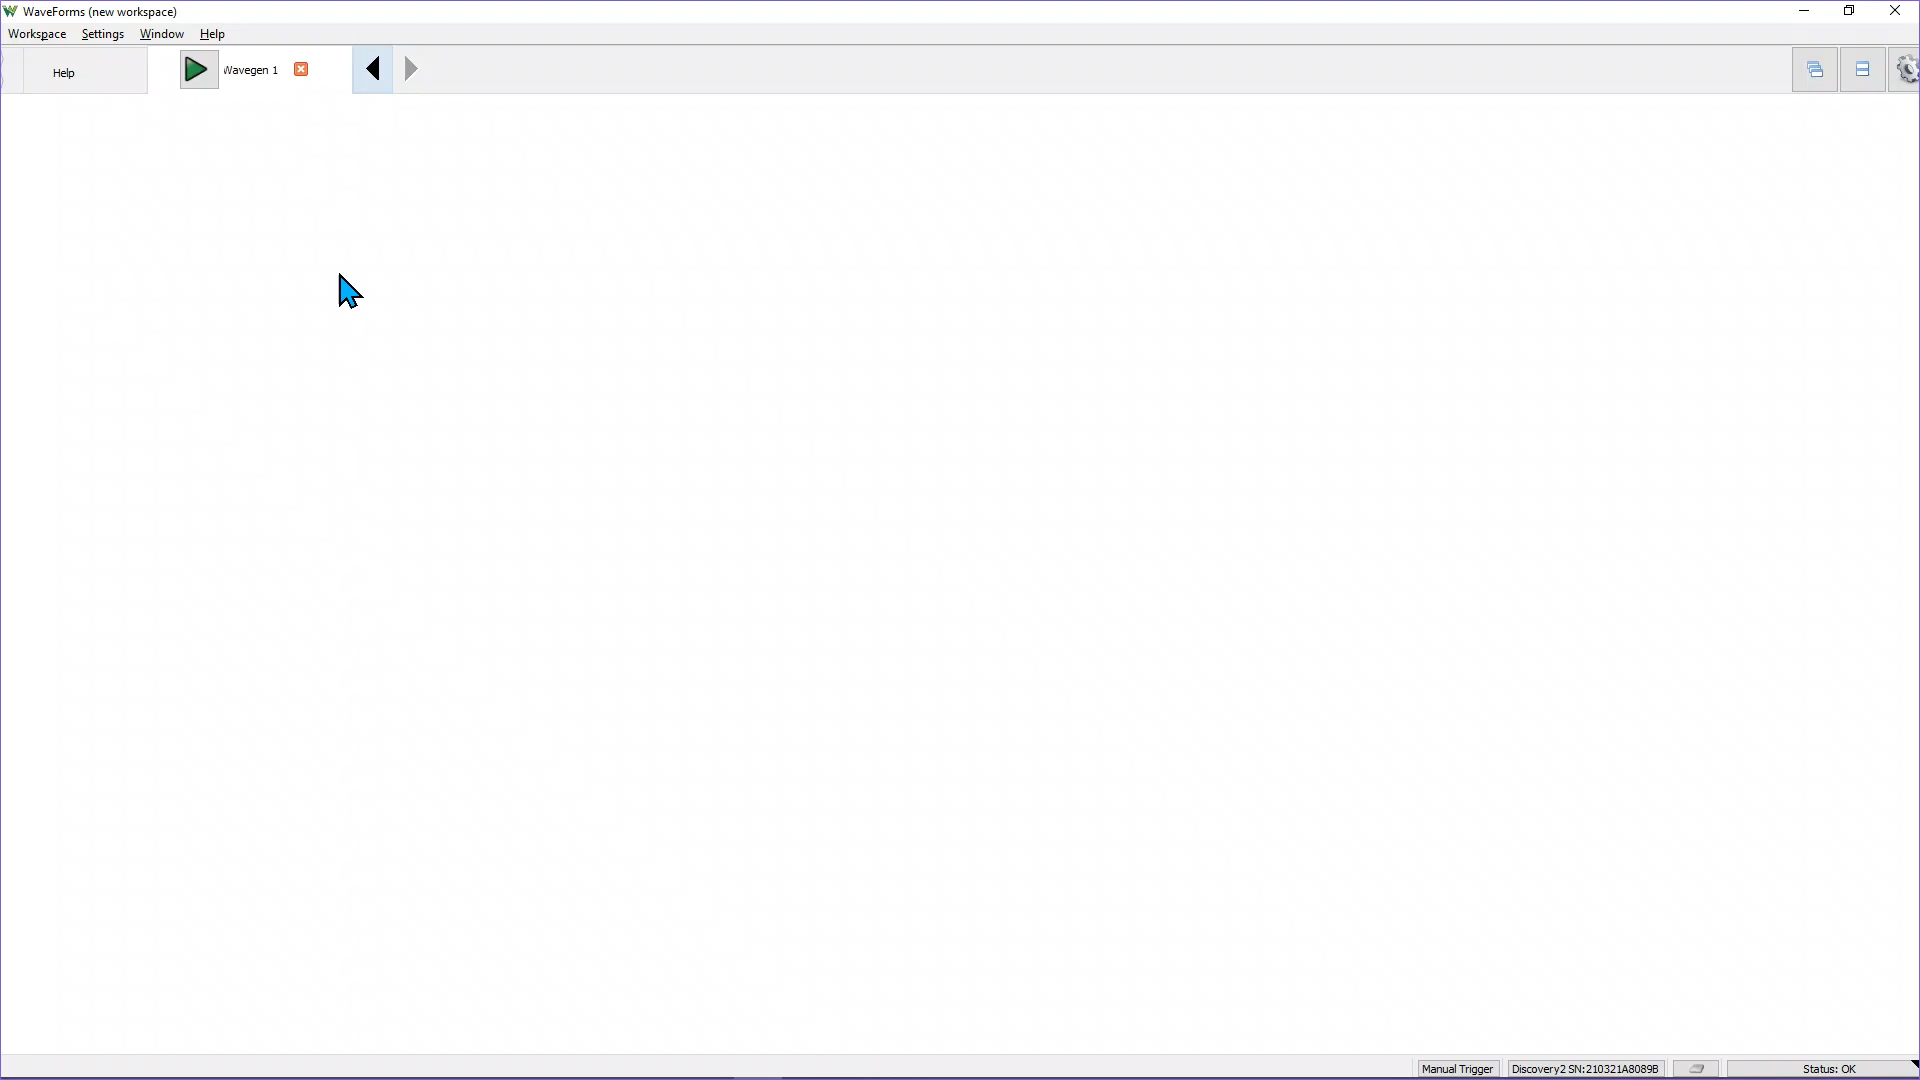 WaveForms (new workspace)
Workspace Settings Window Help
Help
Wavegen 1
Manual Trigger Discovery2 SN:210321A8089B Status: OK